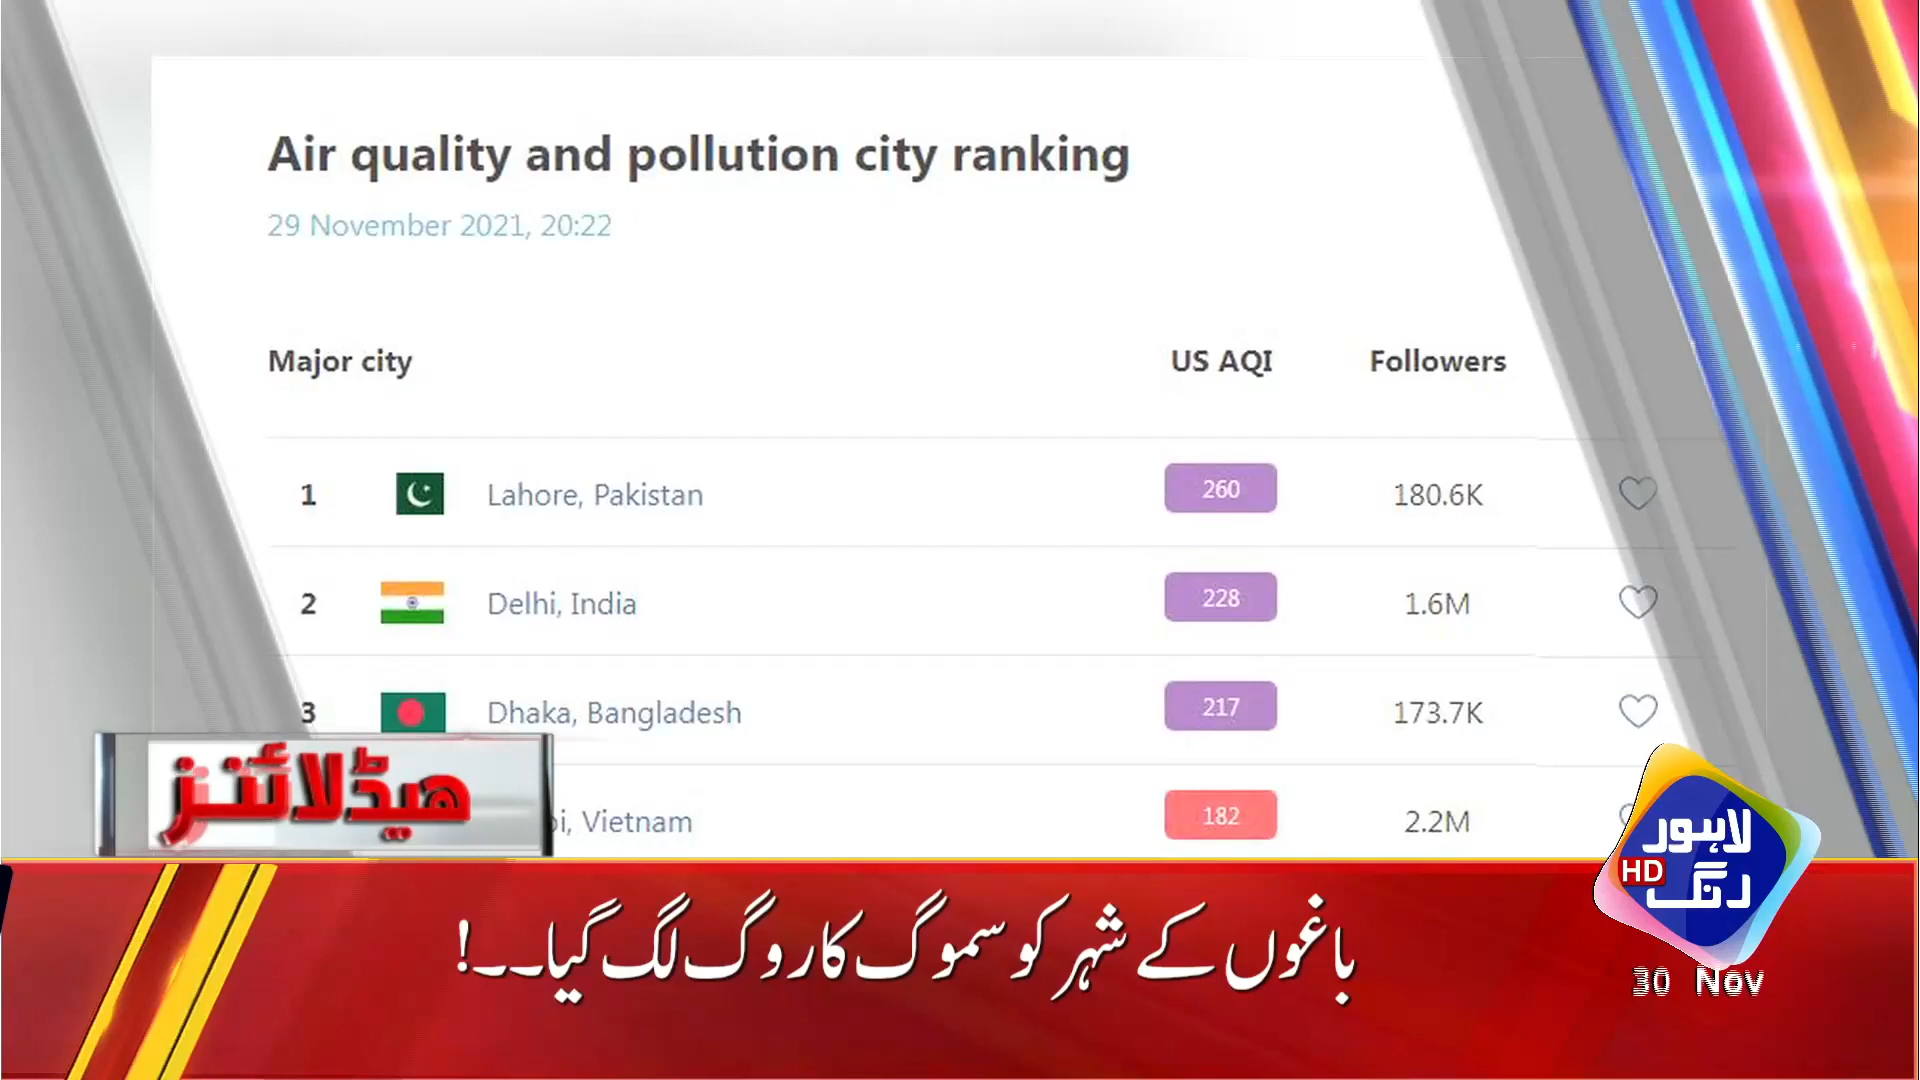 Air quality and pollution city ranking
29 November 2021, 20:22
Major city US AQI Followers
1 Lahore, Pakistan 260 180.6K
2 Delhi, India 228 1.6M
3 Dhaka, Bangladesh 217 173.7K
Vietnam 182 2.2M
ہیڈلائنز
لاہور
HD رنگ
باغوں کے شہر کو سموگ کا روگ لگ گیا۔۔۔!
30 Nov